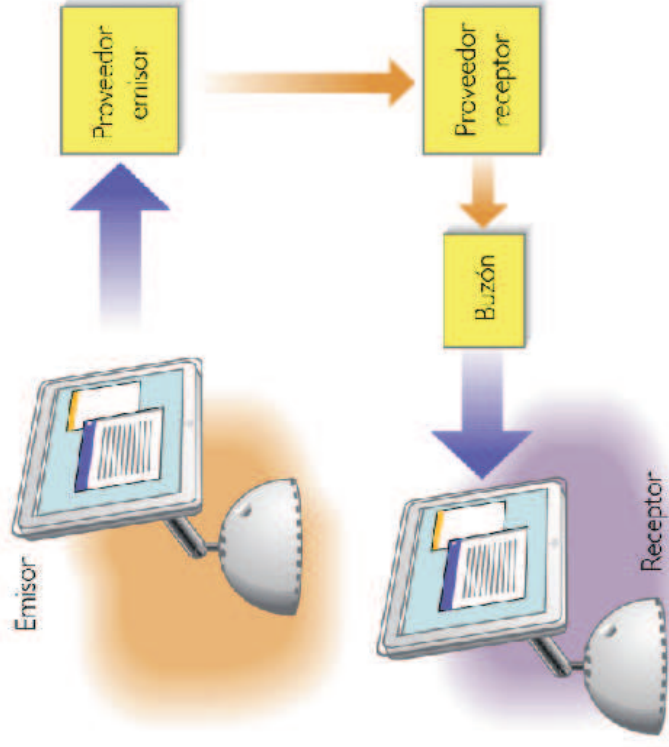 Emisor
Proveedor
emisor
Proveedor
receptor
Buzón
Receptor